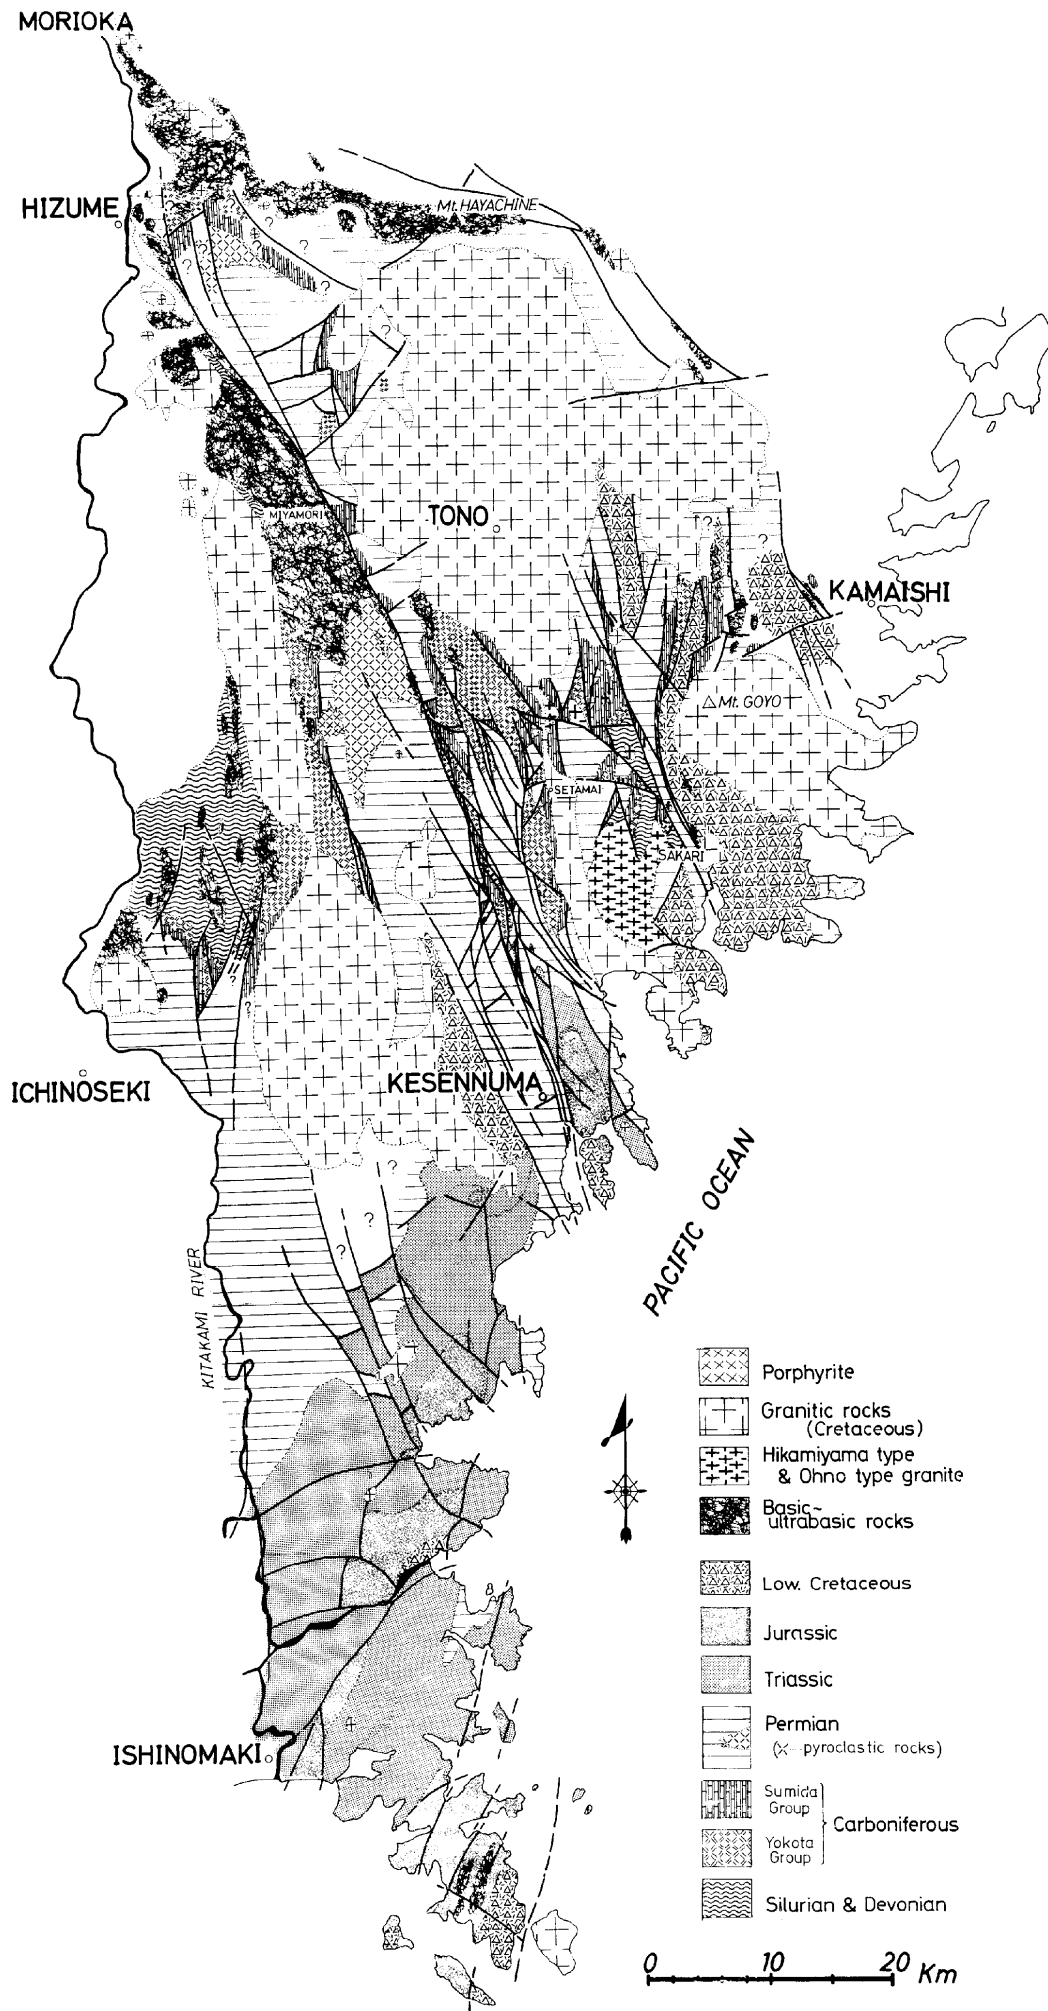 MORIOKA
HIZUME
Mt. HAYACHINE
MIYAMORI
TONO
KAMAISHI
Mt. GOYO
SETAMAI
SAKARI
KESENNUMA
ICHINOSEKI
PACIFIC OCEAN
KITAKAMI RIVER
ISHINOMAKI
Porphyrite
Granitic rocks
(Cretaceous)
Hikamiyama type
& Ohno type granite
Basic~
ultrabasic rocks
Low. Cretaceous
Jurassic
Triassic
Permian
(×--pyroclastic rocks)
Sumida
Group
Carboniferous
Yokota
Group
Silurian & Devonian
0 10 20 Km